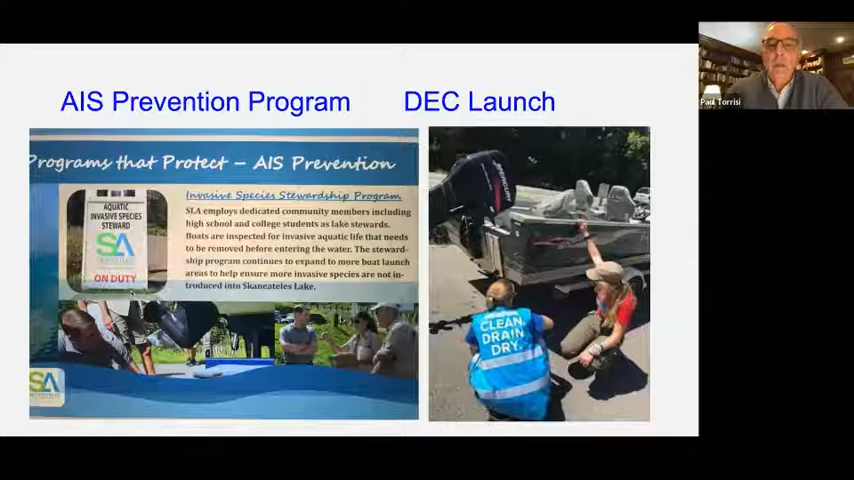 AIS Prevention Program DEC Launch
Paul Torrisi
Programs that Protect – AIS Prevention
Invasive Species Stewardship Program
SLA employs dedicated community members including
high school and college students as lake stewards.
Boats are inspected for invasive aquatic life that needs
to be removed before entering the water. The steward-
ship program continues to expand to more boat launch
areas to help ensure more invasive species are not in-
troduced into Skaneateles Lake.
AQUATIC
INVASIVE SPECIES
STEWARD
SLA
ON DUTY
SLA
MERCURY
CLEAN.
DRAIN.
DRY.